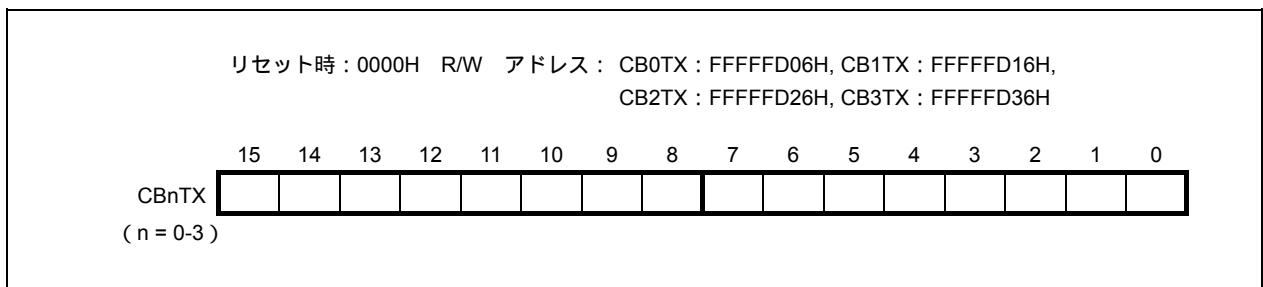 リセット時：0000H　R/W　アドレス： CB0TX：FFFFFD06H, CB1TX：FFFFFD16H,
CB2TX：FFFFFD26H, CB3TX：FFFFFD36H
15 14 13 12 11 10 9 8 7 6 5 4 3 2 1 0
CBnTX
（n = 0-3）